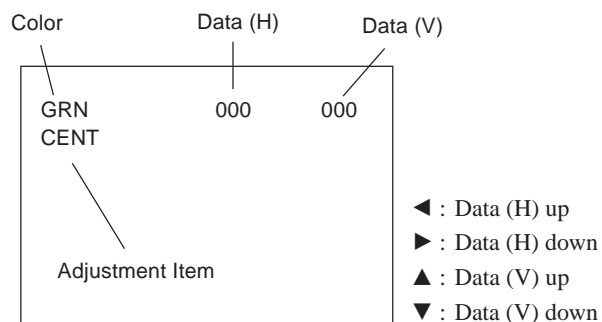 Color Data (H) Data (V)
GRN 000 000
CENT
Adjustment Item
◀ : Data (H) up
▶ : Data (H) down
▲ : Data (V) up
▼ : Data (V) down